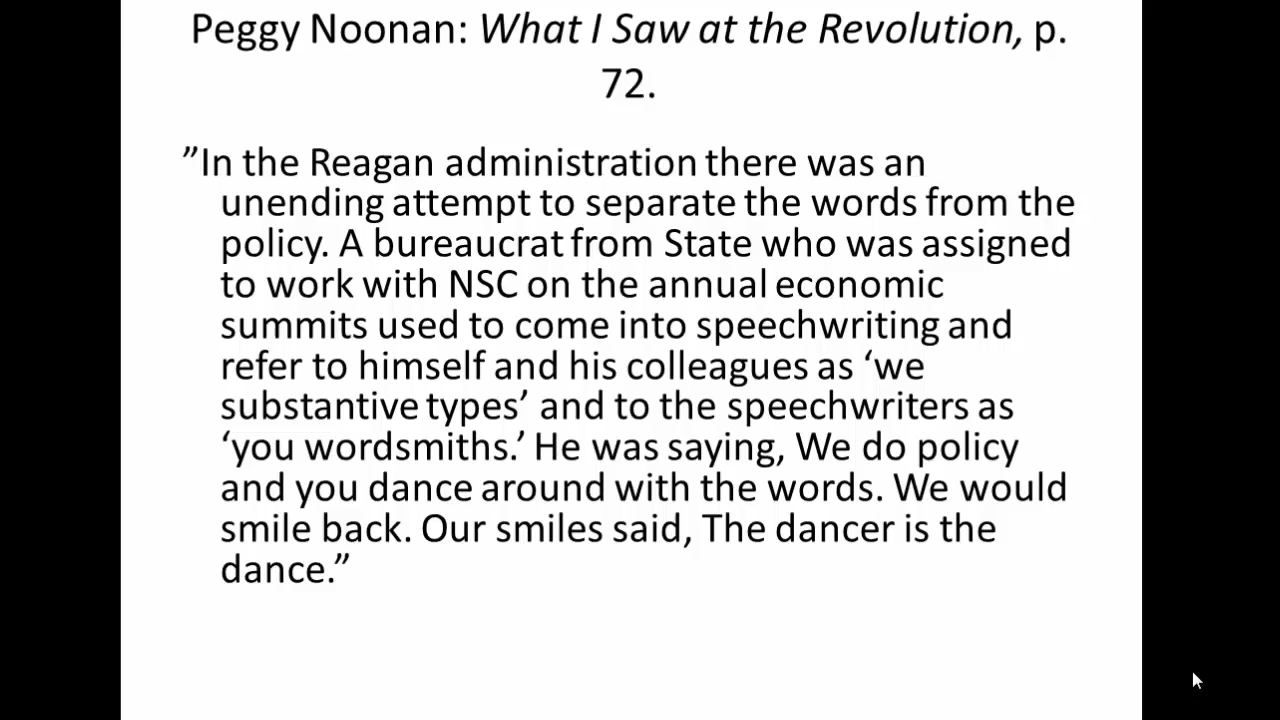 Peggy Noonan: What I Saw at the Revolution, p.
72.
”In the Reagan administration there was an
unending attempt to separate the words from the
policy. A bureaucrat from State who was assigned
to work with NSC on the annual economic
summits used to come into speechwriting and
refer to himself and his colleagues as ‘we
substantive types’ and to the speechwriters as
‘you wordsmiths.’ He was saying, We do policy
and you dance around with the words. We would
smile back. Our smiles said, The dancer is the
dance.”